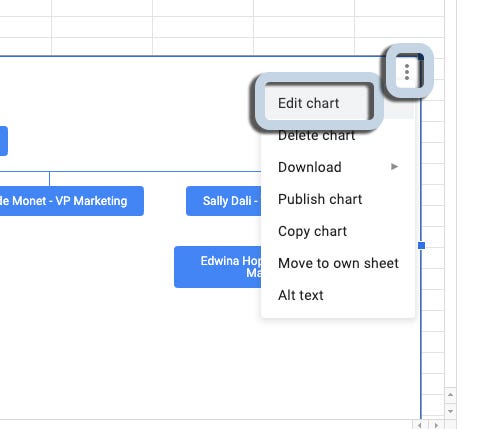 Edit chart
Delete chart
Download
Publish chart
Copy chart
Move to own sheet
Alt text
de Monet - VP Marketing
Sally Dali -
Edwina Hop
Ma